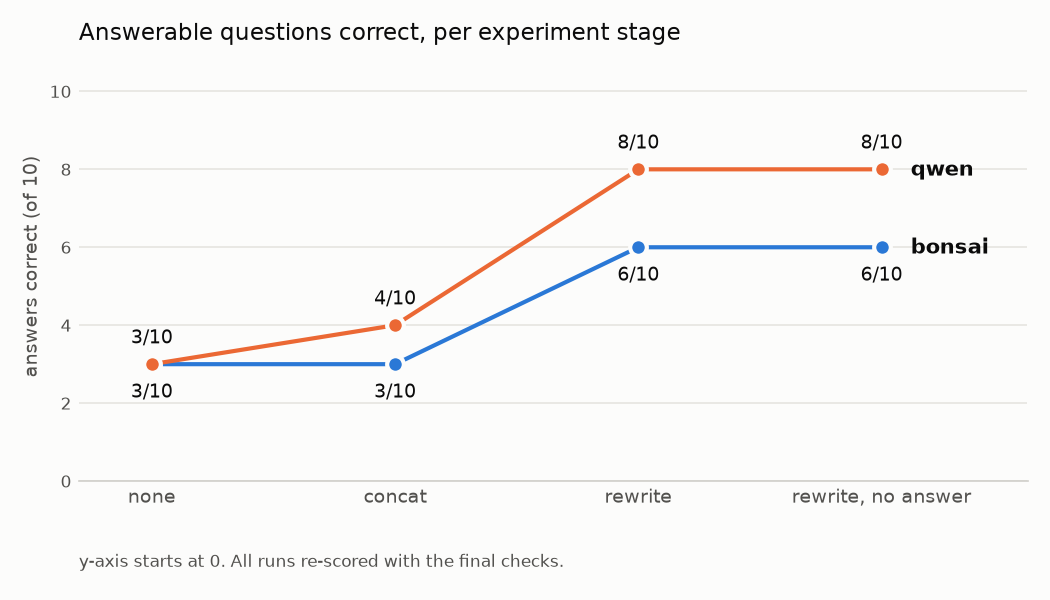 Answerable questions correct, per experiment stage
answers correct (of 10)
10
8
6
4
2
0
3/10
4/10
8/10
8/10
qwen
3/10
3/10
6/10
6/10
bonsai
none
concat
rewrite
rewrite, no answer
y-axis starts at 0. All runs re-scored with the final checks.